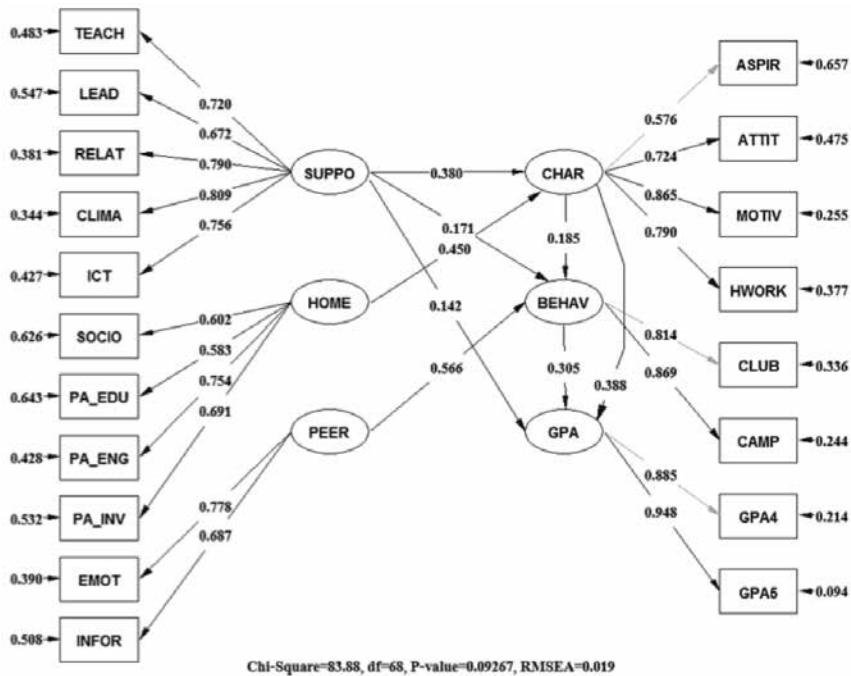 0.483 TEACH
0.547 LEAD
0.381 RELAT
0.344 CLIMA
0.427 ICT
0.626 SOCIO
0.643 PA_EDU
0.428 PA_ENG
0.532 PA_INV
0.390 EMOT
0.508 INFOR
0.720
0.672
0.790
0.809
0.756
0.602
0.583
0.754
0.691
0.778
0.687
SUPPO
HOME
PEER
0.380
0.171
0.450
0.142
0.566
CHAR
0.185
BEHAV
0.305
0.388
GPA
0.576
0.724
0.865
0.790
0.814
0.869
0.885
0.948
ASPIR 0.657
ATTIT 0.475
MOTIV 0.255
HWORK 0.377
CLUB 0.336
CAMP 0.244
GPA4 0.214
GPA5 0.094
Chi-Square=83.88, df=68, P-value=0.09267, RMSEA=0.019